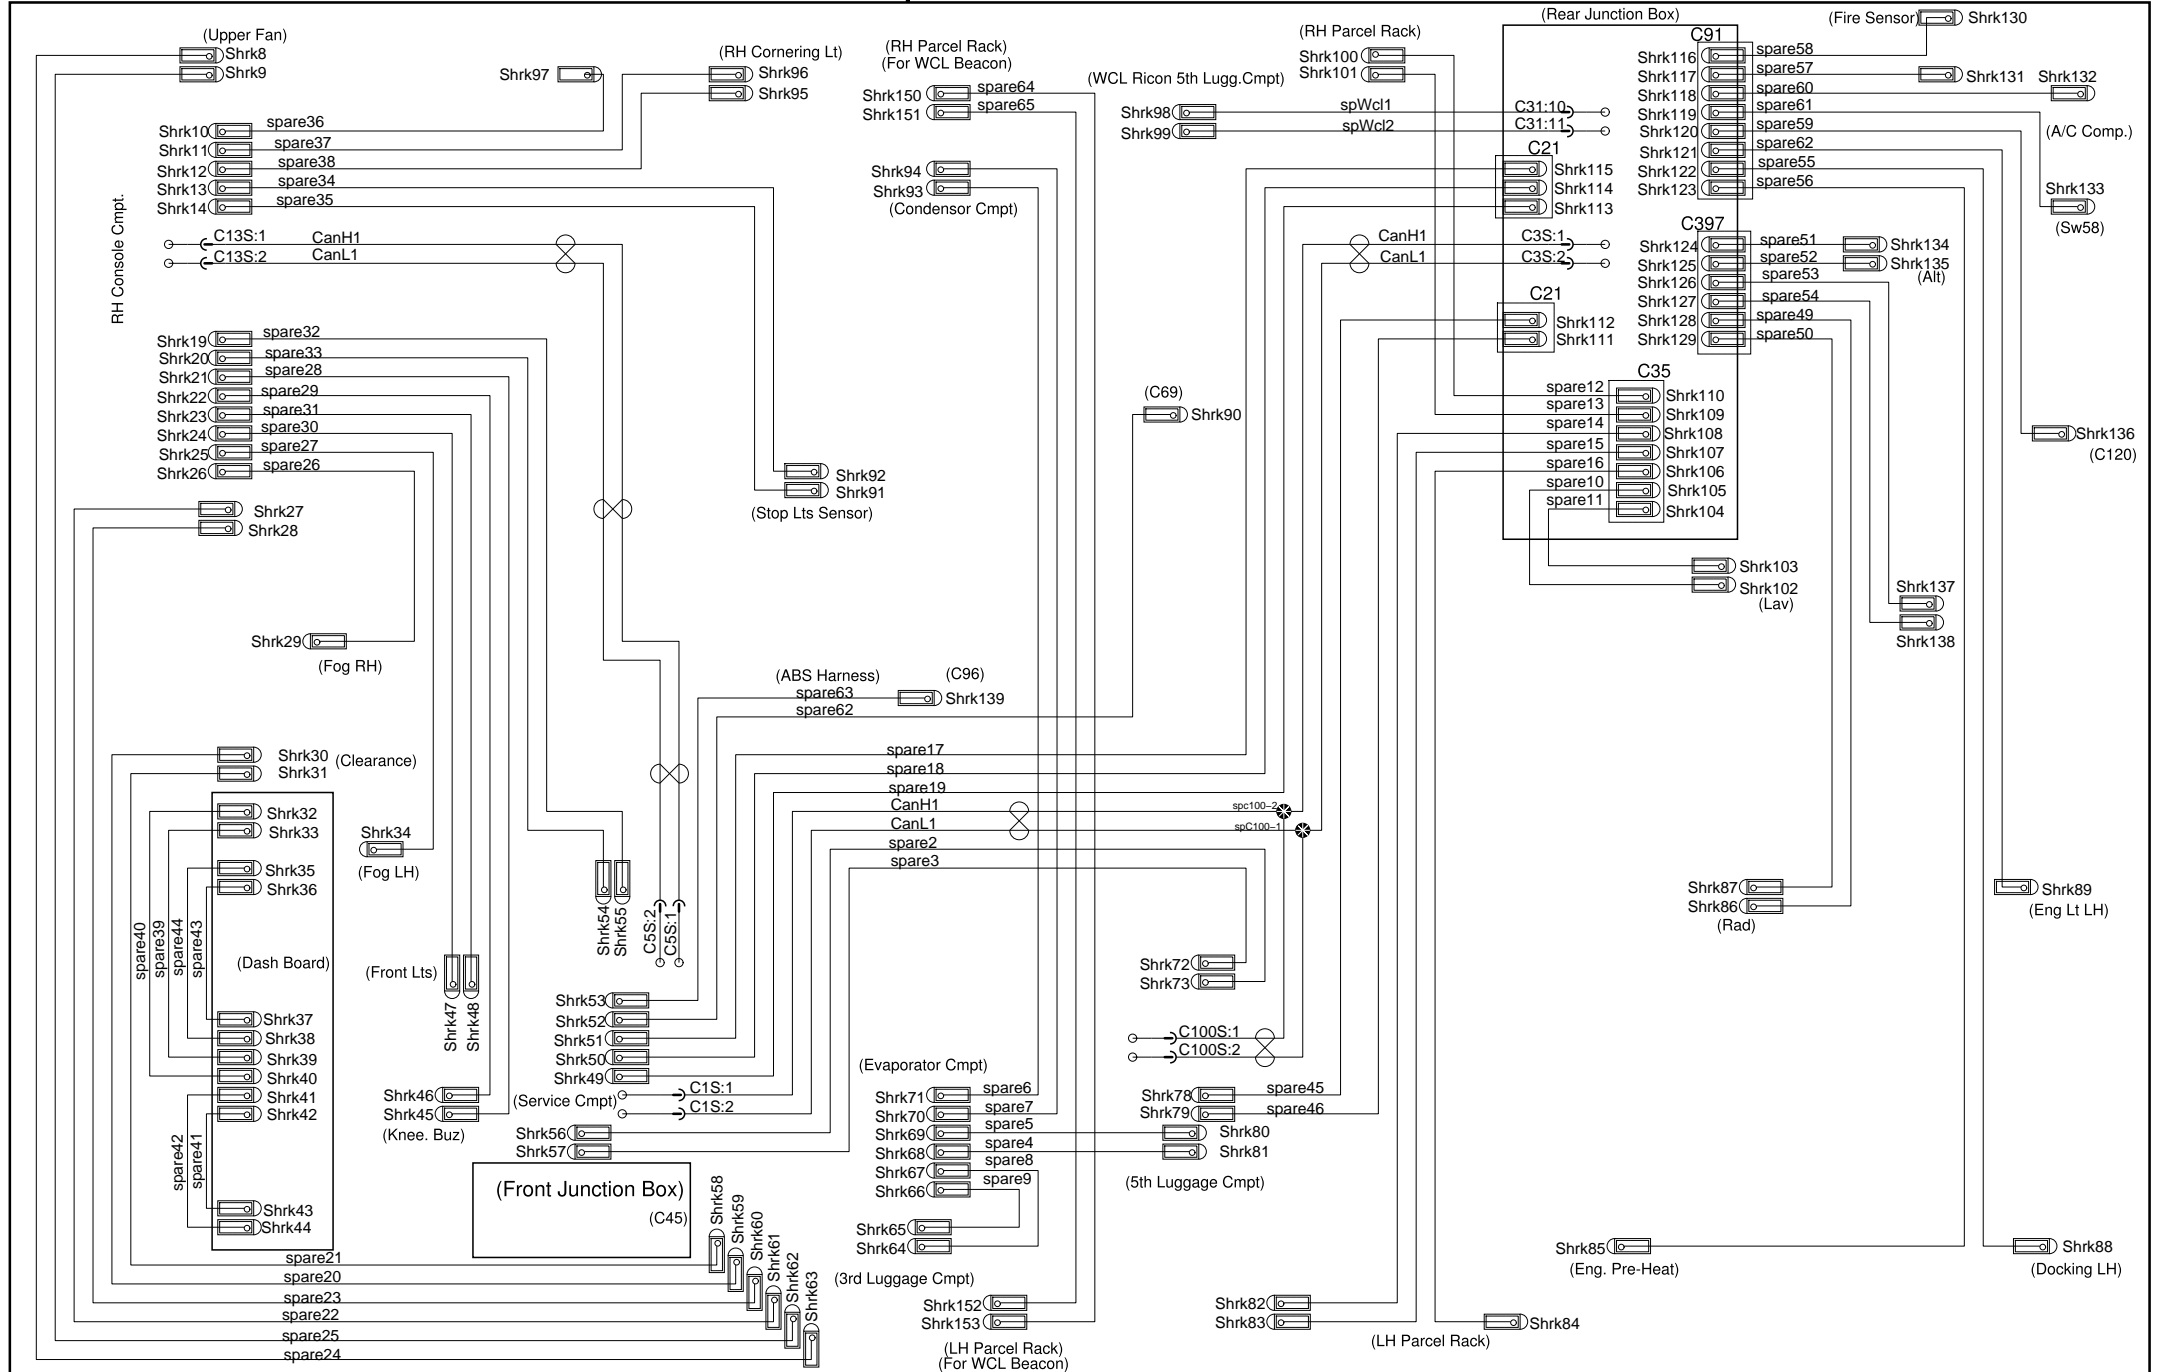 (Upper Fan)
Shrk8
Shrk9
Shrk97
(RH Cornering Lt)
Shrk96
Shrk95
(RH Parcel Rack)
(For WCL Beacon)
Shrk150
spare64
Shrk151
spare65
(WCL Ricon 5th Lugg.Cmpt)
Shrk98
spWcl1
C31:10
Shrk99
spWcl2
C31:11
(RH Parcel Rack)
Shrk100
Shrk101
(Rear Junction Box)
C91
Shrk116
spare58
Shrk117
spare57
Shrk118
spare60
Shrk119
spare61
Shrk120
spare59
Shrk121
spare62
Shrk122
spare55
Shrk123
spare56
(Fire Sensor)
Shrk130
Shrk131
Shrk132
(A/C Comp.)
Shrk133
(Sw58)
RH Console Cmpt.
Shrk10
spare36
Shrk11
spare37
Shrk12
spare38
Shrk13
spare34
Shrk14
spare35
C13S:1
CanH1
C13S:2
CanL1
Shrk94
Shrk93
(Condensor Cmpt)
C21
Shrk115
Shrk114
Shrk113
CanH1
C3S:1
CanL1
C3S:2
C21
Shrk112
Shrk111
C397
Shrk124
spare51
Shrk134
Shrk125
spare52
Shrk135
(Alt)
Shrk126
spare53
Shrk127
spare54
Shrk128
spare49
Shrk129
spare50
Shrk19
spare32
Shrk20
spare33
Shrk21
spare28
Shrk22
spare29
Shrk23
spare31
Shrk24
spare30
Shrk25
spare27
Shrk26
spare26
Shrk27
Shrk28
(C69)
Shrk90
Shrk92
Shrk91
(Stop Lts Sensor)
C35
spare12
Shrk110
spare13
Shrk109
spare14
Shrk108
spare15
Shrk107
spare16
Shrk106
spare10
Shrk105
spare11
Shrk104
Shrk136
(C120)
Shrk103
Shrk102
(Lav)
Shrk137
Shrk138
Shrk29
(Fog RH)
(ABS Harness)
(C96)
spare63
Shrk139
spare62
Shrk30
(Clearance)
Shrk31
spare17
spare18
spare19
CanH1
spc100-2
CanL1
spC100-1
spare2
spare3
Shrk32
Shrk33
Shrk34
(Fog LH)
Shrk35
Shrk36
spare40
spare39
spare44
spare43
(Dash Board)
(Front Lts)
Shrk47
Shrk48
Shrk54
Shrk55
C5S:2
C5S:1
Shrk87
Shrk86
(Rad)
Shrk89
(Eng Lt LH)
Shrk72
Shrk73
Shrk37
Shrk38
Shrk39
Shrk40
Shrk41
Shrk42
Shrk53
Shrk52
Shrk51
Shrk50
Shrk49
(Service Cmpt)
C1S:1
C1S:2
C100S:1
C100S:2
Shrk46
Shrk45
(Knee. Buz)
Shrk56
Shrk57
(Evaporator Cmpt)
Shrk71
spare6
Shrk70
spare7
Shrk69
spare5
Shrk68
spare4
Shrk67
spare8
Shrk66
spare9
Shrk65
Shrk64
(3rd Luggage Cmpt)
Shrk78
spare45
Shrk79
spare46
Shrk80
Shrk81
(5th Luggage Cmpt)
spare42
spare41
Shrk43
Shrk44
(Front Junction Box)
(C45)
Shrk58
Shrk59
Shrk60
Shrk61
Shrk62
Shrk63
spare21
spare20
spare23
spare22
spare25
spare24
Shrk152
Shrk153
(LH Parcel Rack)
(For WCL Beacon)
Shrk82
Shrk83
Shrk84
(LH Parcel Rack)
Shrk85
(Eng. Pre-Heat)
Shrk88
(Docking LH)